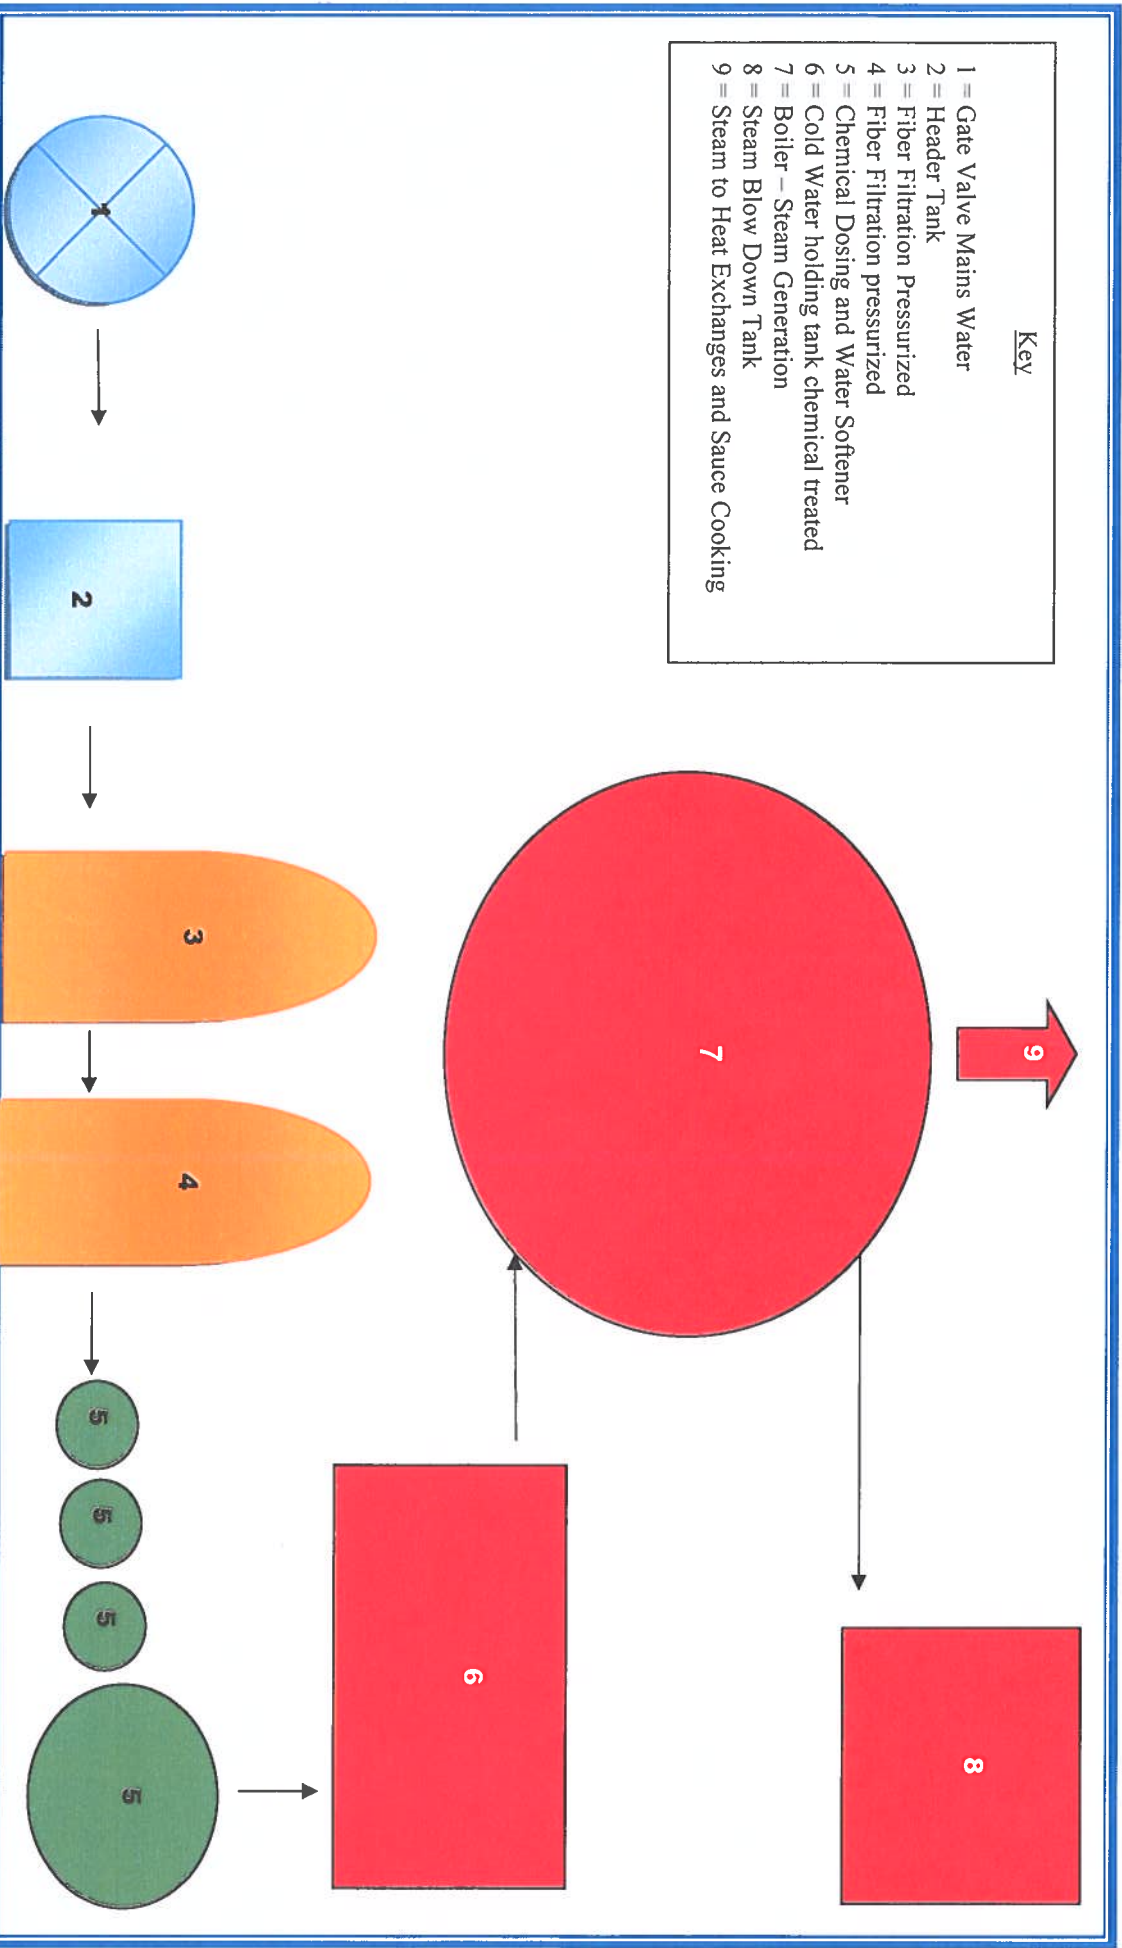 Key
1 = Gate Valve Mains Water
2 = Header Tank
3 = Fiber Filtration Pressurized
4 = Fiber Filtration pressurized
5 = Chemical Dosing and Water Softener
6 = Cold Water holding tank chemical treated
7 = Boiler – Steam Generation
8 = Steam Blow Down Tank
9 = Steam to Heat Exchanges and Sauce Cooking
9
8
7
6
1
2
3
4
5
5
5
5